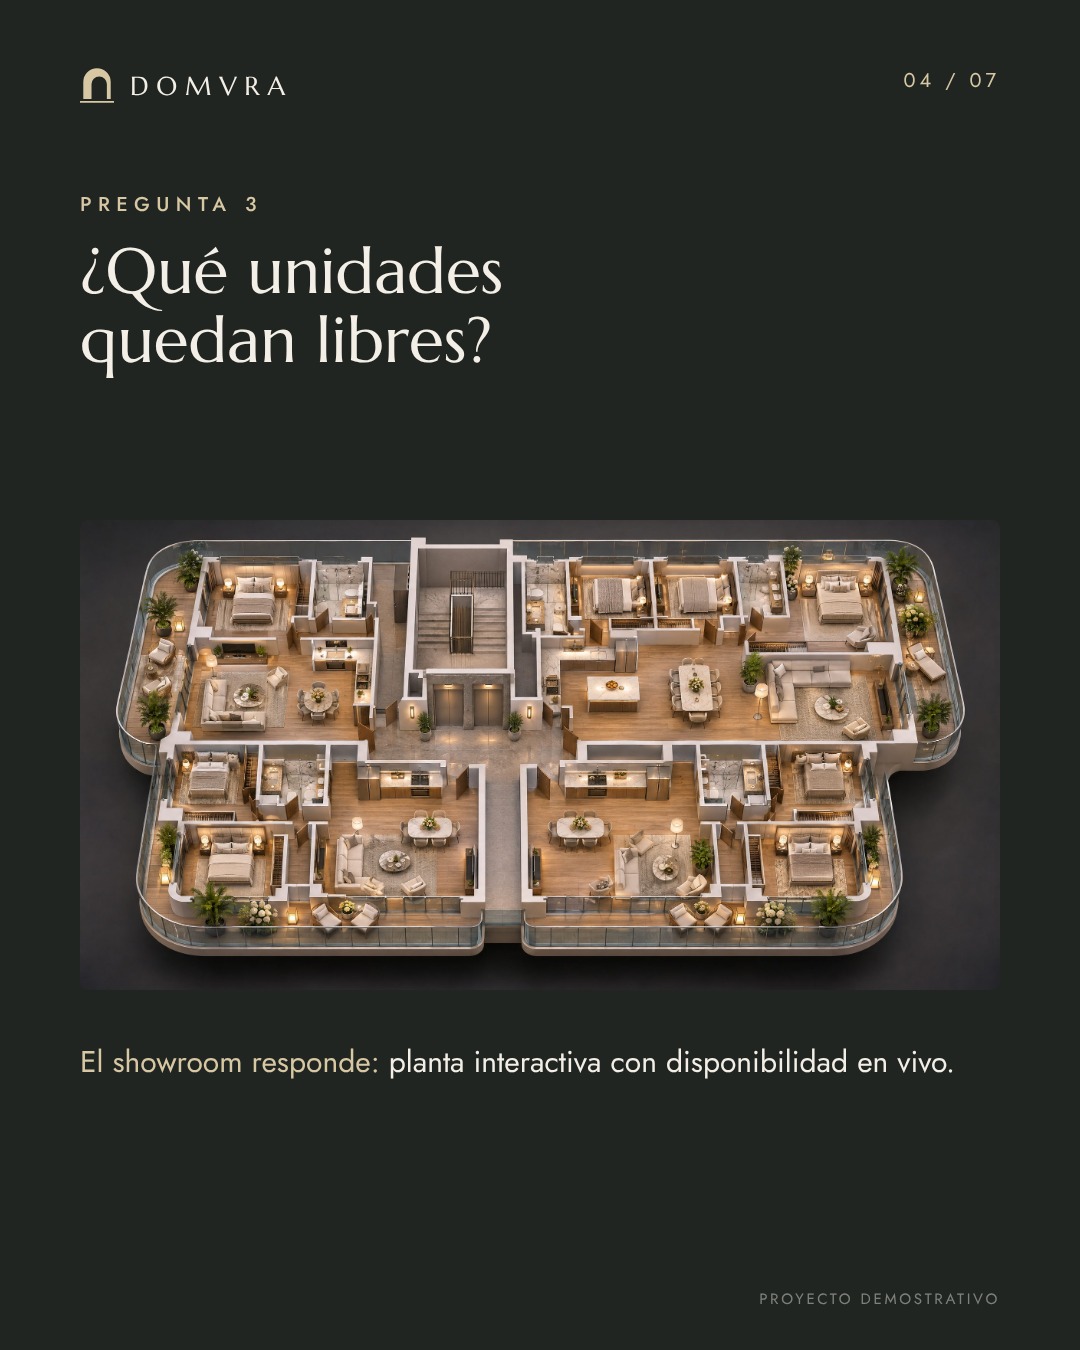 DOMVRA
04 / 07
PREGUNTA 3
¿Qué unidades
quedan libres?
El showroom responde: planta interactiva con disponibilidad en vivo.
PROYECTO DEMOSTRATIVO